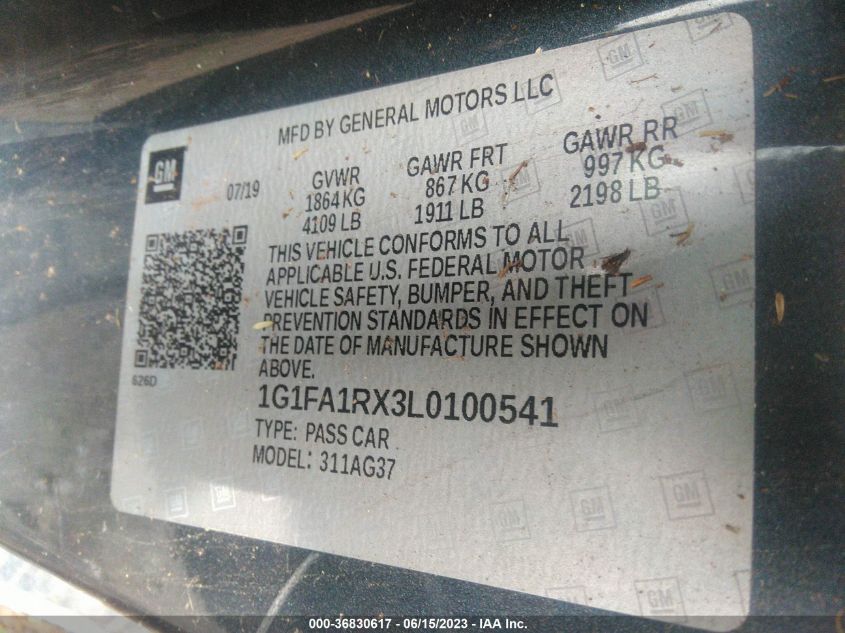 MFD BY GENERAL MOTORS LLC
GM
07/19
GVWR
1864 KG
4109 LB
GAWR FRT
867 KG
1911 LB
GAWR RR
997 KG
2198 LB
THIS VEHICLE CONFORMS TO ALL
APPLICABLE U.S. FEDERAL MOTOR
VEHICLE SAFETY, BUMPER, AND THEFT
PREVENTION STANDARDS IN EFFECT ON
THE DATE OF MANUFACTURE SHOWN
ABOVE.
626D
1G1FA1RX3L0100541
TYPE: PASS CAR
MODEL: 311AG37
000-36830617 - 06/15/2023 - IAA Inc.